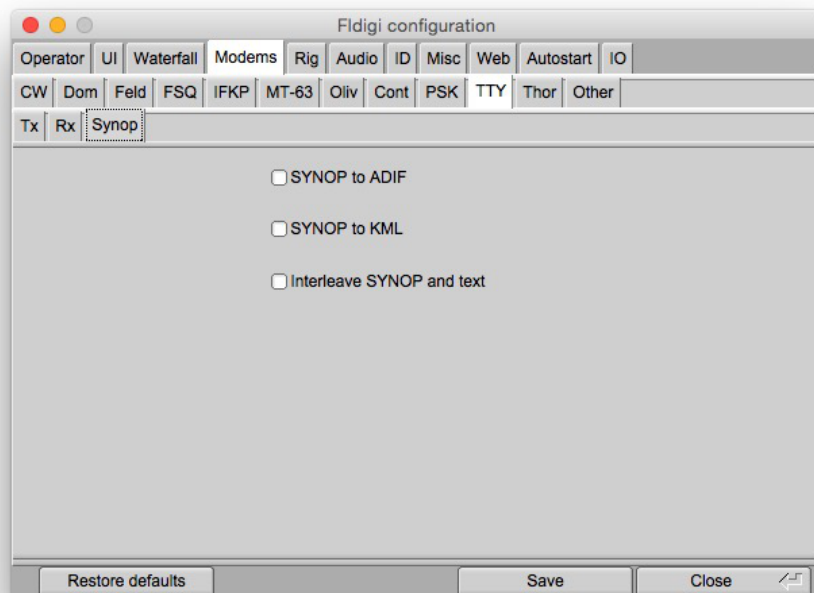 Fldigi configuration
Operator UI Waterfall Modems Rig Audio ID Misc Web Autostart IO
CW Dom Feld FSQ IFKP MT-63 Oliv Cont PSK TTY Thor Other
Tx Rx Synop
SYNOP to ADIF
SYNOP to KML
Interleave SYNOP and text
Restore defaults Save Close